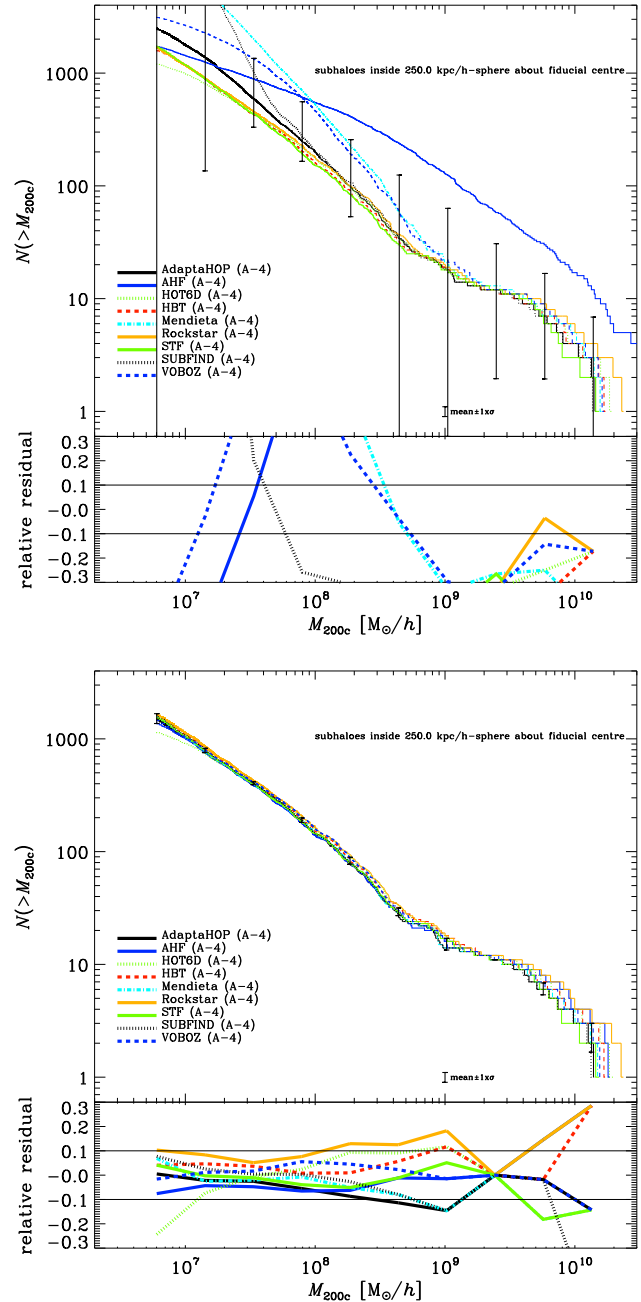 1000
100
10
1
N(>M200c)
subhaloes inside 250.0 kpc/h-sphere about fiducial centre
AdaptaHOP (A-4)
AHF (A-4)
HOT6D (A-4)
HBT (A-4)
Mendieta (A-4)
Rockstar (A-4)
STF (A-4)
SUBFIND (A-4)
VOBOZ (A-4)
mean±1xσ
0.3
0.2
0.1
-0.1
-0.2
-0.3
relative residual
10^7
10^8
10^9
10^10
M200c [M⊙/h]
1000
100
10
1
N(>M200c)
subhaloes inside 250.0 kpc/h-sphere about fiducial centre
AdaptaHOP (A-4)
AHF (A-4)
HOT6D (A-4)
HBT (A-4)
Mendieta (A-4)
Rockstar (A-4)
STF (A-4)
SUBFIND (A-4)
VOBOZ (A-4)
mean±1xσ
0.3
0.2
0.1
-0.0
-0.1
-0.2
-0.3
relative residual
10^7
10^8
10^9
10^10
M200c [M⊙/h]